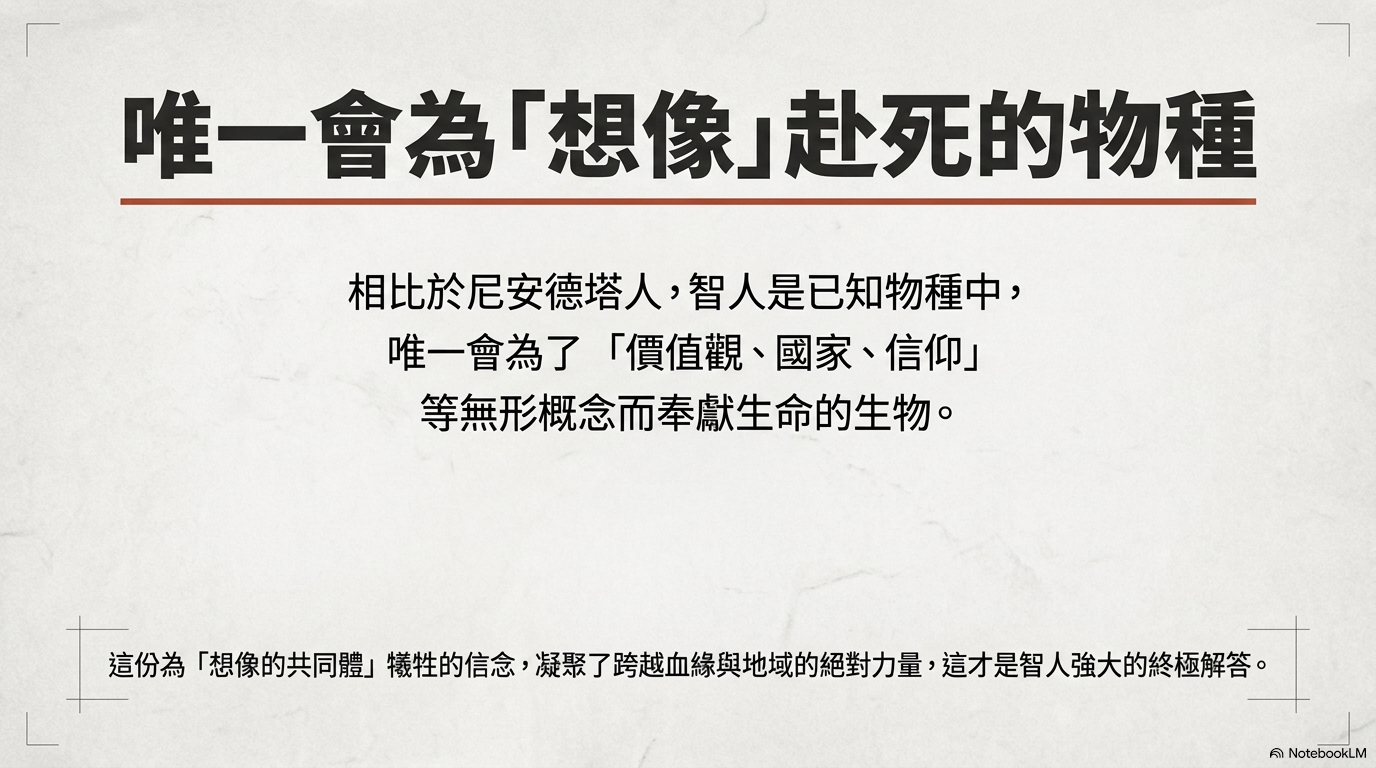 唯一會為「想像」赴死的物種
相比於尼安德塔人，智人是已知物種中，
唯一會為了「價值觀、國家、信仰」
等無形概念而奉獻生命的生物。
這份為「想像的共同體」犧牲的信念，凝聚了跨越血緣與地域的絕對力量，這才是智人強大的終極解答。
NotebookLM